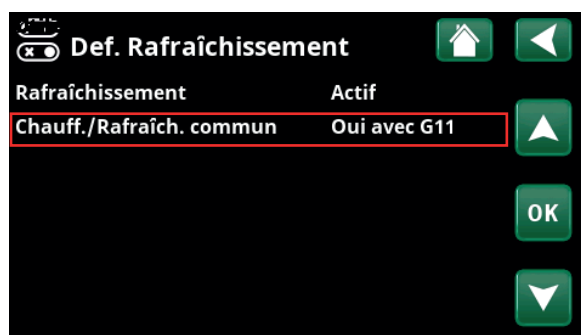 Def. Rafraîchissement
Rafraîchissement Actif
Chauff./Rafraîch. commun Oui avec G11
OK